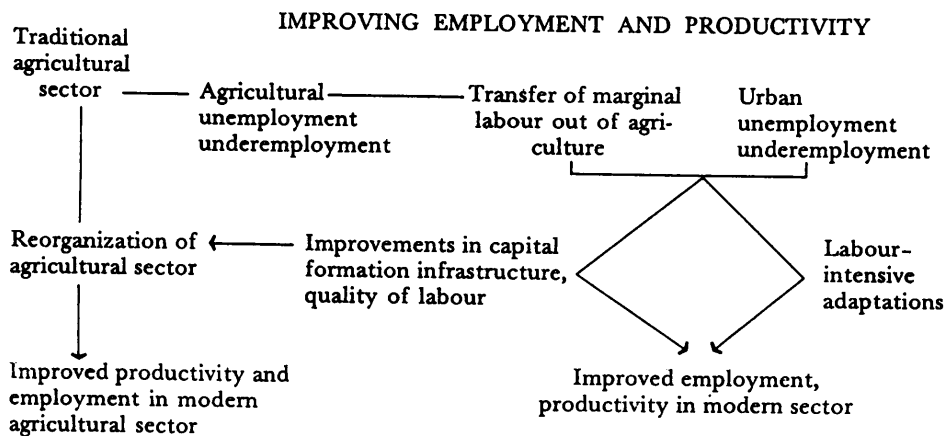 IMPROVING EMPLOYMENT AND PRODUCTIVITY
Traditional
agricultural
sector
Agricultural
unemployment
underemployment
Transfer of marginal
labour out of agri-
culture
Urban
unemployment
underemployment
Reorganization of
agricultural sector
Improvements in capital
formation infrastructure,
quality of labour
Labour-
intensive
adaptations
Improved productivity and
employment in modern
agricultural sector
Improved employment,
productivity in modern sector